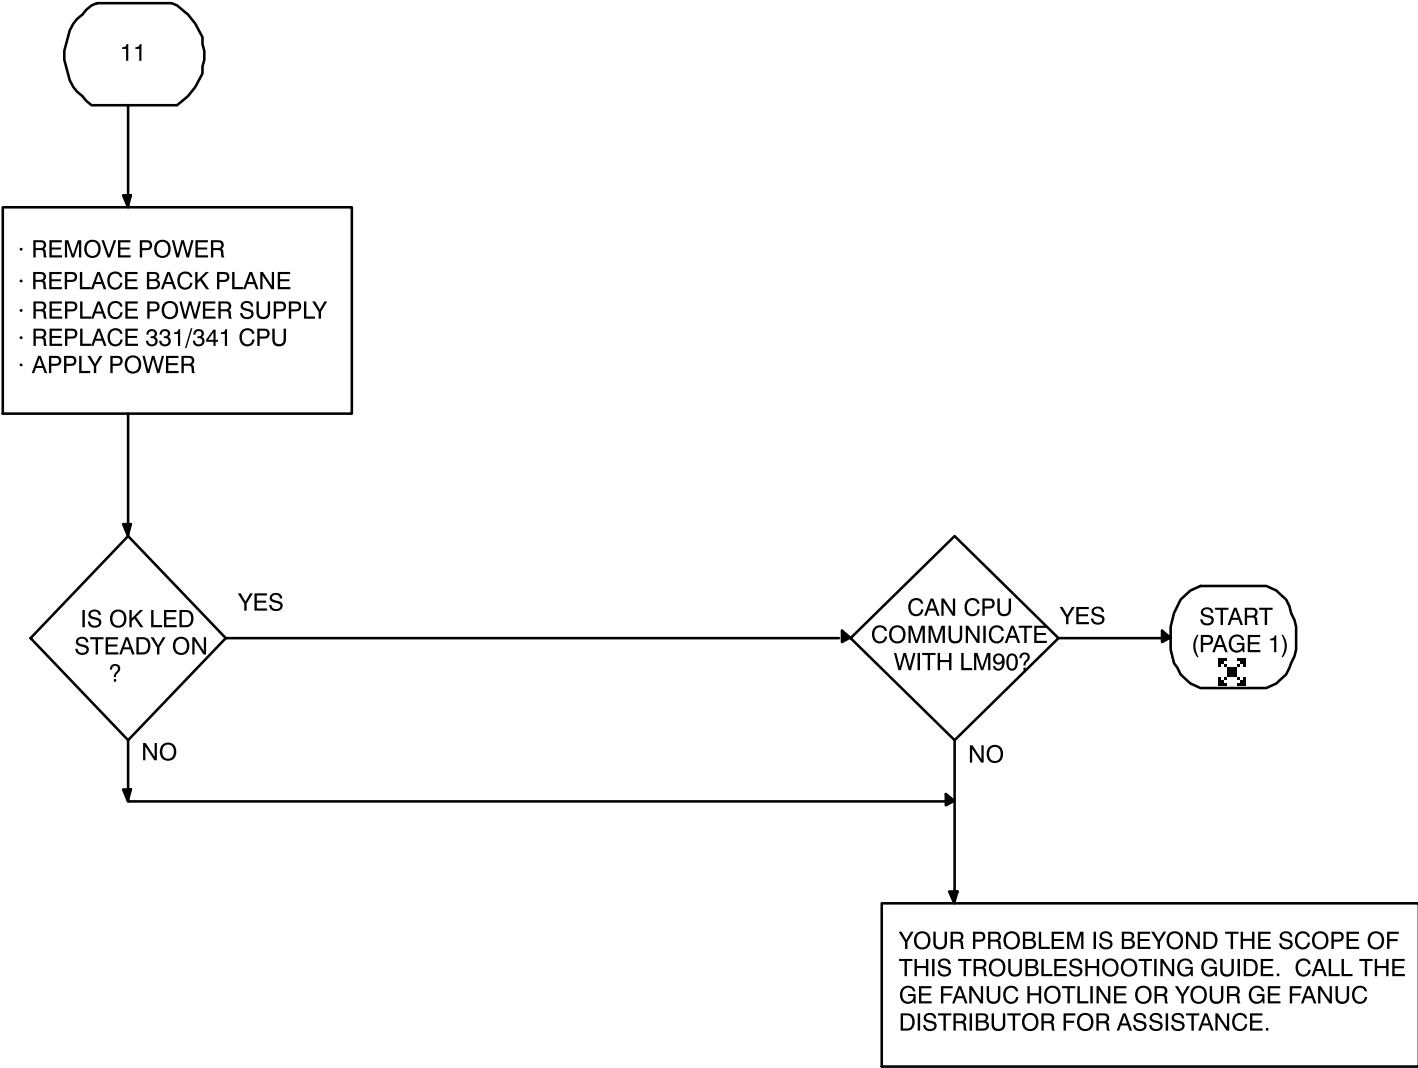 11
· REMOVE POWER
· REPLACE BACK PLANE
· REPLACE POWER SUPPLY
· REPLACE 331/341 CPU
· APPLY POWER
IS OK LED
STEADY ON
?
YES
NO
CAN CPU
COMMUNICATE
WITH LM90?
YES
NO
START
(PAGE 1)
YOUR PROBLEM IS BEYOND THE SCOPE OF
THIS TROUBLESHOOTING GUIDE.  CALL THE
GE FANUC HOTLINE OR YOUR GE FANUC
DISTRIBUTOR FOR ASSISTANCE.